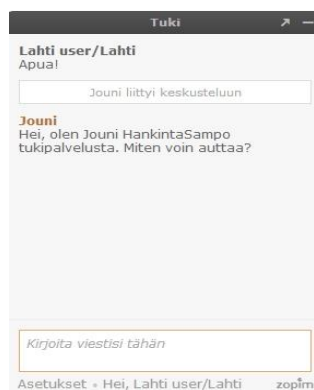 Tuki
Lahti user/Lahti
Apua!
Jouni liittyi keskusteluun
Jouni
Hei, olen Jouni HankintaSampo
tukipalvelusta. Miten voin auttaa?
Kirjoita viestisi tähän
Asetukset • Hei, Lahti user/Lahti zopim